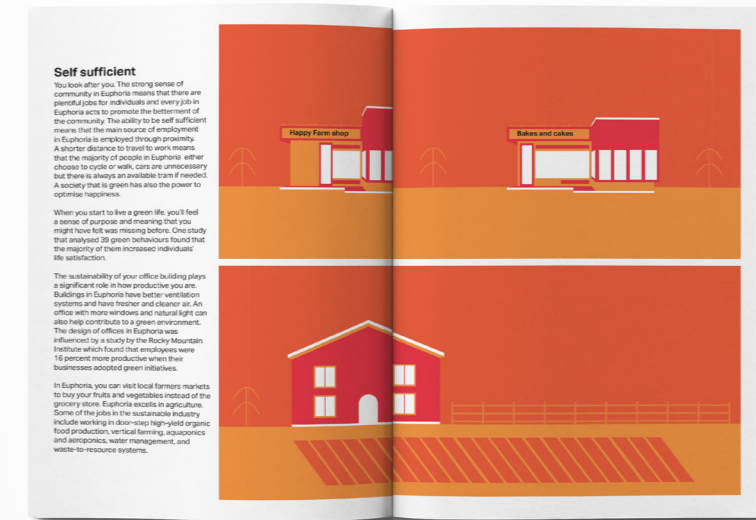 Self sufficient
You look after you. The strong sense of
community in Euphoria means that there are
plentiful jobs for individuals and every job in
Euphoria acts to promote the betterment of
the community. The ability to be self sufficient
means that the main source of employment
in Euphoria is employed through proximity.
A shorter distance to travel to work means
that the majority of people in Euphoria either
choose to cycle or walk, cars are unnecessary
but there is always an available tram if needed.
A society that is green has also the power to
optimise happiness.
When you start to live a green life, you'll feel
a sense of purpose and meaning that you
might have felt was missing before. One study
that analysed 39 green behaviours found that
the majority of them increased individuals'
life satisfaction.
The sustainability of your office building plays
a significant role in how productive you are.
Buildings in Euphoria have better ventilation
systems and have fresher and cleaner air. An
office with more windows and natural light can
also help contribute to a green environment.
The design of offices in Euphoria was
influenced by a study by the Rocky Mountain
Institute which found that employees were
16 percent more productive when their
businesses adopted green initiatives.
In Euphoria, you can visit local farmers markets
to buy your fruits and vegetables instead of the
grocery store. Euphoria excells in agriculture.
Some of the jobs in the sustainable industry
include working in door-step high-yield organic
food production, vertical farming, aquaponics
and aeroponics, water management, and
waste-to-resource systems.
Happy Farm shop
Bakes and cakes